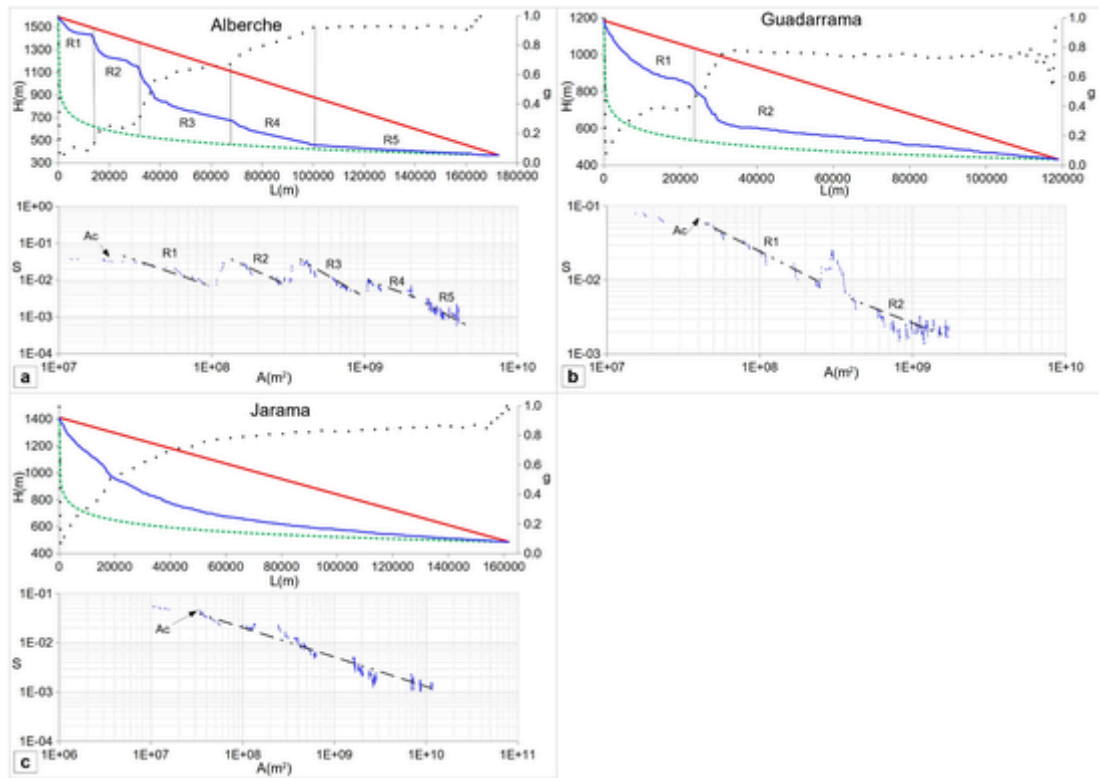 Alberche
1500
1300
1100
900
700
500
300
H(m)
R1
R2
R3
R4
R5
1.0
0.8
0.6
0.4
0.2
0.0
g
0 20000 40000 60000 80000 100000 120000 140000 160000 180000
L(m)
1E+00
1E-01
1E-02
1E-03
1E-04
S
Ac
R1
R2
R3
R4
R5
1E+07 1E+08 1E+09 1E+10
A(m²)
a
Guadarrama
1200
1000
800
600
400
H(m)
R1
R2
1.0
0.8
0.6
0.4
0.2
0.0
g
0 20000 40000 60000 80000 100000 120000
L(m)
1E-01
1E-02
1E-03
S
Ac
R1
R2
1E+07 1E+08 1E+09 1E+10
A(m²)
b
Jarama
1400
1200
1000
800
600
400
H(m)
1.0
0.8
0.6
0.4
0.2
0.0
g
0 20000 40000 60000 80000 100000 120000 140000 160000
L(m)
1E-01
1E-02
1E-03
1E-04
S
Ac
1E+06 1E+07 1E+08 1E+09 1E+10 1E+11
A(m²)
c